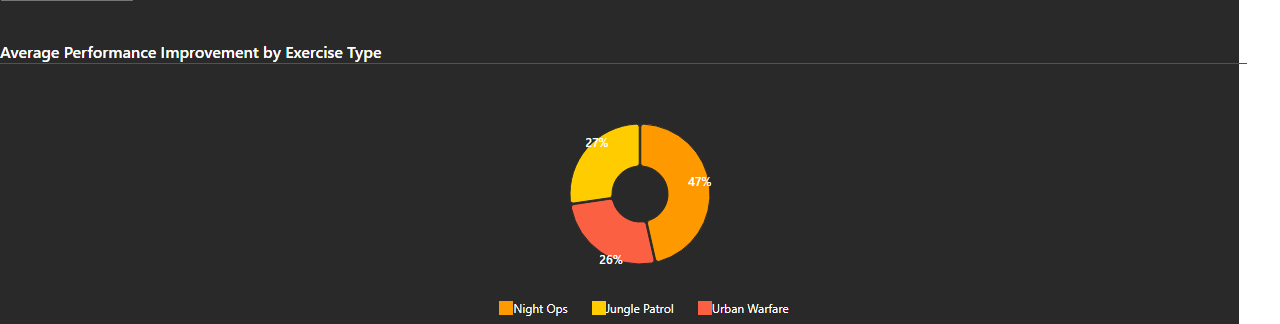 Average Performance Improvement by Exercise Type
27%
47%
26%
Night Ops Jungle Patrol Urban Warfare